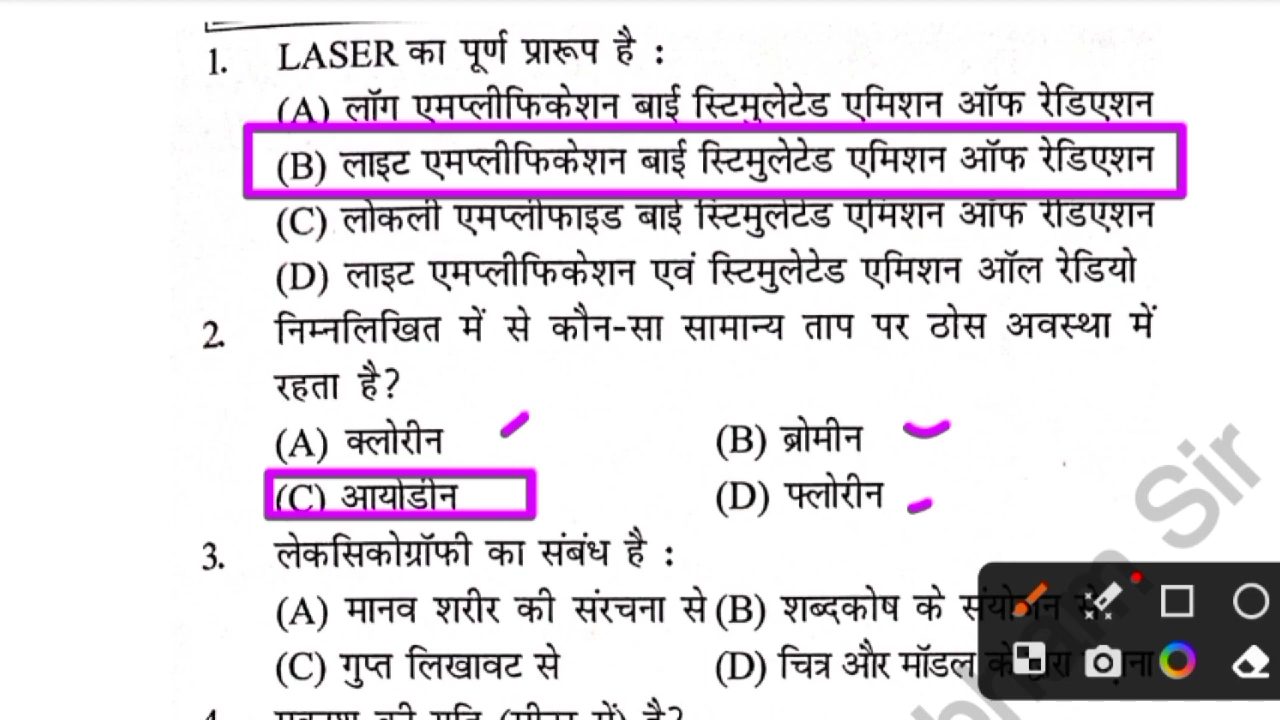 1. LASER का पूर्ण प्रारूप है :
(A) लॉग एमप्लीफिकेशन बाई स्टिमुलेटेड एमिशन ऑफ रेडिएशन
(B) लाइट एमप्लीफिकेशन बाई स्टिमुलेटेड एमिशन ऑफ रेडिएशन
(C) लोकली एमप्लीफाइड बाई स्टिमुलेटेड एमिशन ऑफ रेडिएशन
(D) लाइट एमप्लीफिकेशन एवं स्टिमुलेटेड एमिशन ऑल रेडियो
2. निम्नलिखित में से कौन-सा सामान्य ताप पर ठोस अवस्था में
रहता है?
(A) क्लोरीन (B) ब्रोमीन
(C) आयोडीन (D) फ्लोरीन
3. लेकसिकोग्रॉफी का संबंध है :
(A) मानव शरीर की संरचना से (B) शब्दकोष के संयोजन से
(C) गुप्त लिखावट से (D) चित्र और मॉडल के
Sir